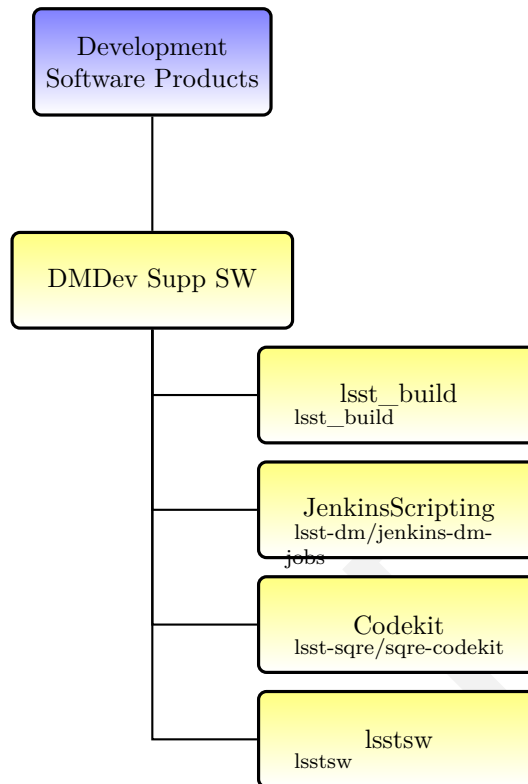 Development
Software Products
DMDev Supp SW
lsst_build
lsst_build
JenkinsScripting
lsst-dm/jenkins-dm-
jobs
Codekit
lsst-sqre/sqre-codekit
lsstsw
lsstsw